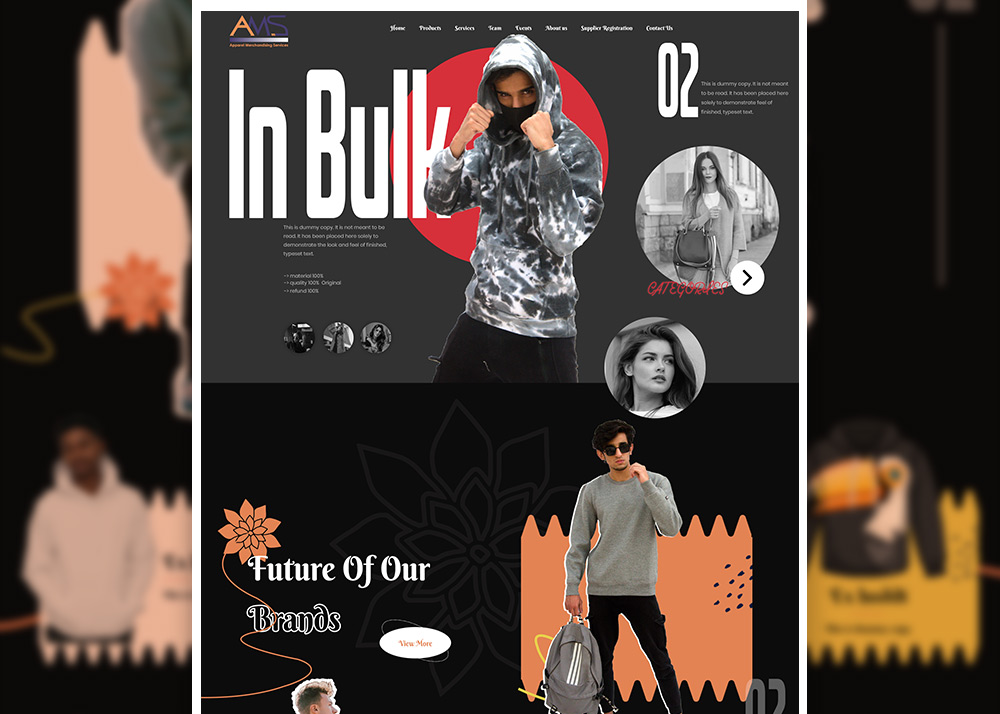 AMS
Apparel Merchandising Services
Home Products Services Team Events About us Supplier Registration Contact Us
In Bulk
This is dummy copy. It is not meant to be
read. It has been placed here solely to
demonstrate the look and feel of finished,
typeset text.
-> material 100%
-> quality 100% Original
-> refund 100%
02
This is dummy copy. It is not meant
to be read. It has been placed here
solely to demonstrate feel of
finished, typeset text.
CATEGORIES
Future Of Our
Brands
View More
02